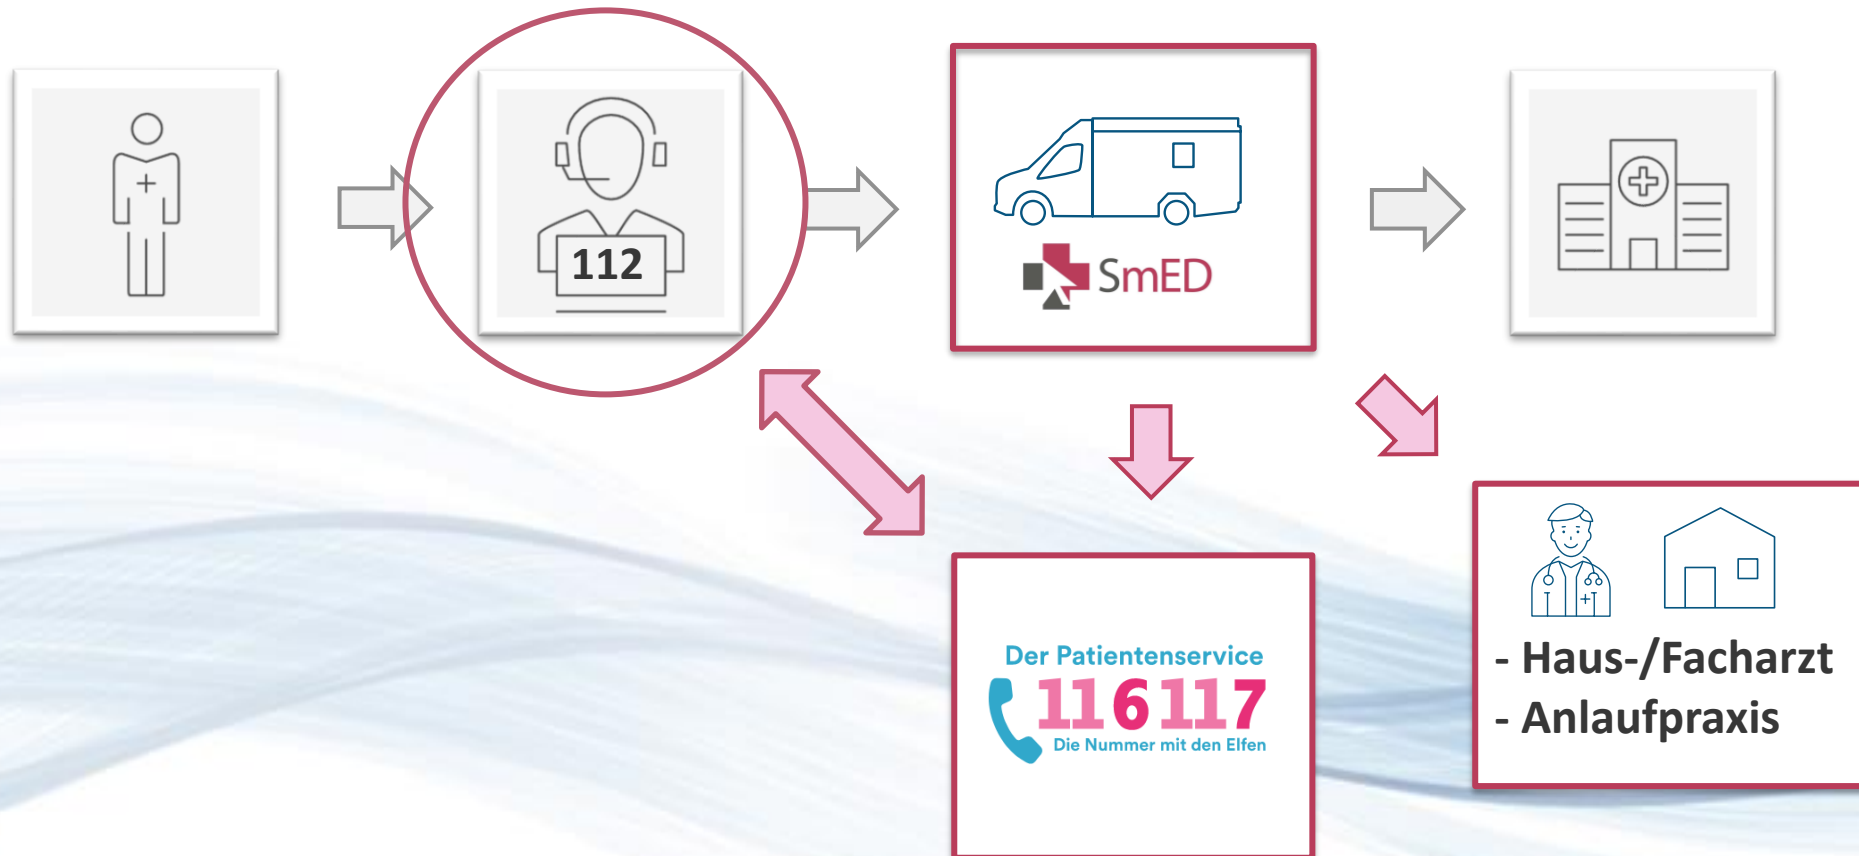 112
SmED
Der Patientenservice
116117
Die Nummer mit den Elfen
- Haus-/Facharzt
- Anlaufpraxis